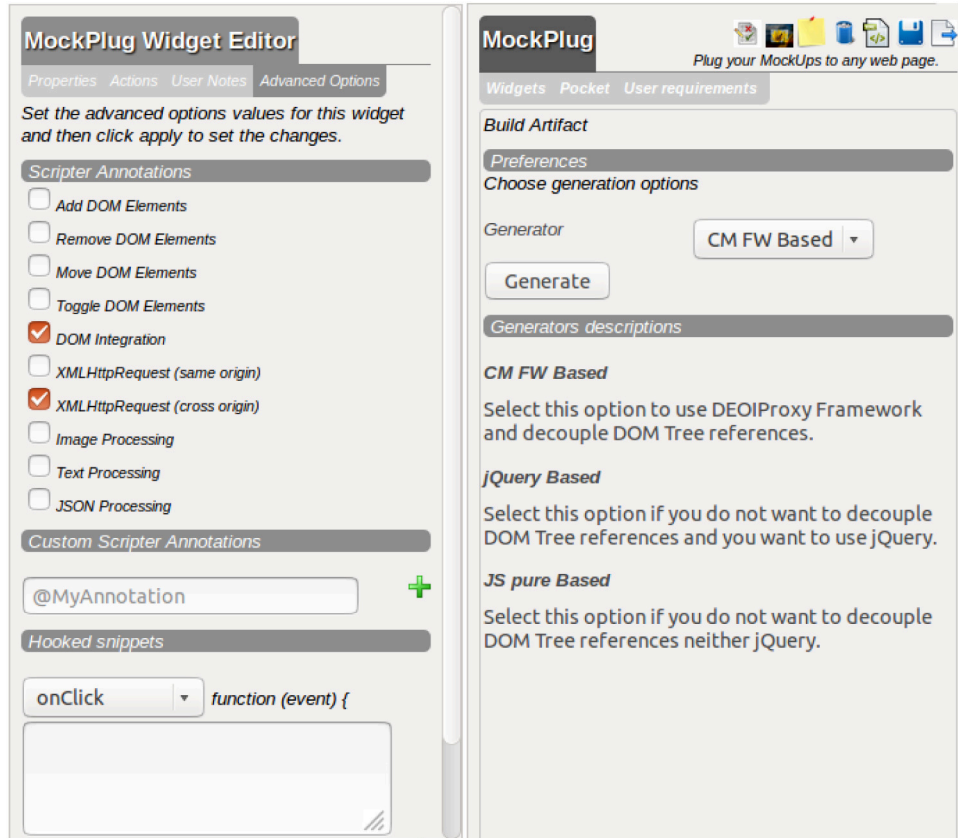 MockPlug Widget Editor
Properties Actions User Notes Advanced Options
Set the advanced options values for this widget
and then click apply to set the changes.
Scripter Annotations
Add DOM Elements
Remove DOM Elements
Move DOM Elements
Toggle DOM Elements
DOM Integration
XMLHttpRequest (same origin)
XMLHttpRequest (cross origin)
Image Processing
Text Processing
JSON Processing
Custom Scripter Annotations
@MyAnnotation
Hooked snippets
onClick function (event) {
MockPlug
Plug your MockUps to any web page.
Widgets Pocket User requirements
Build Artifact
Preferences
Choose generation options
Generator CM FW Based
Generate
Generators descriptions
CM FW Based
Select this option to use DEOIProxy Framework
and decouple DOM Tree references.
jQuery Based
Select this option if you do not want to decouple
DOM Tree references and you want to use jQuery.
JS pure Based
Select this option if you do not want to decouple
DOM Tree references neither jQuery.